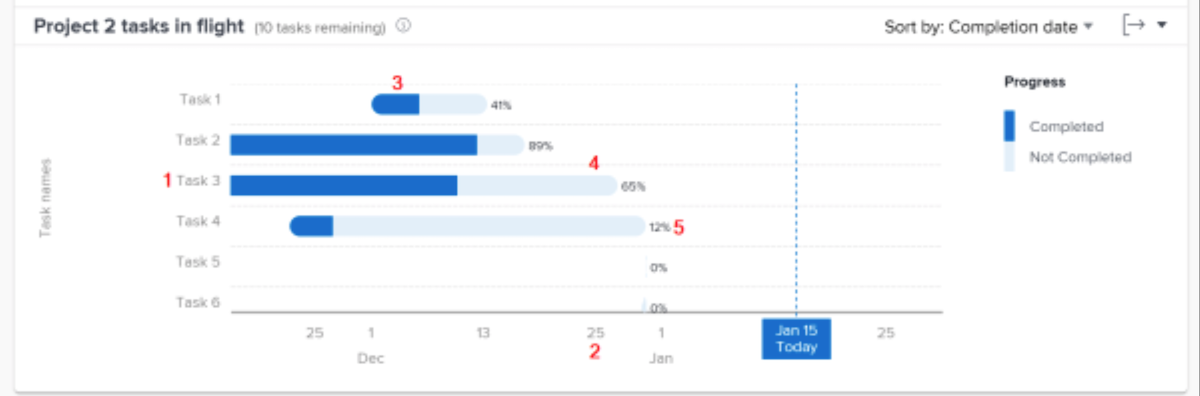 Project 2 tasks in flight (10 tasks remaining)
Sort by: Completion date
3
Progress
Task 1
41%
Completed
Task 2
89%
4
Not Completed
Task names
1 Task 3
65%
Task 4
12% 5
Task 5
0%
Task 6
0%
25 1 13 25 1 25
Jan 15
Today
2
Dec
Jan